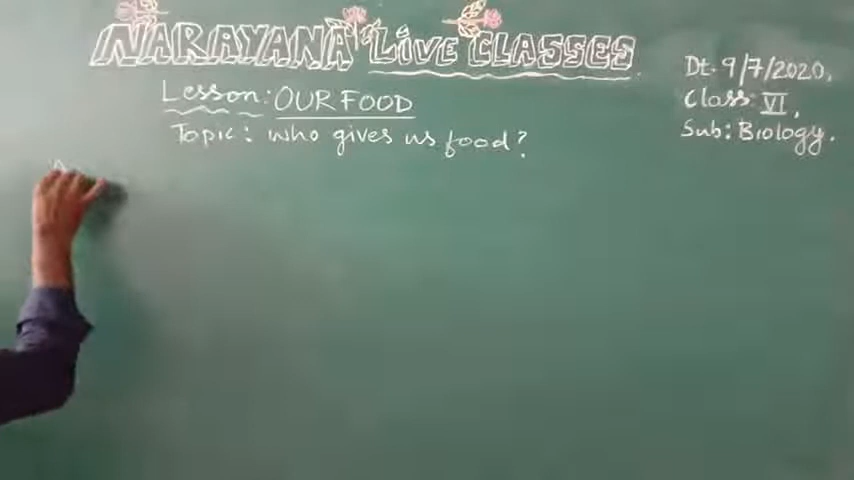 NARAYANA LiVE CLASSES
Dt. 9/7/2020,
Lesson: OUR FOOD
Class: VI,
Topic: who gives us food?
Sub: Biology.